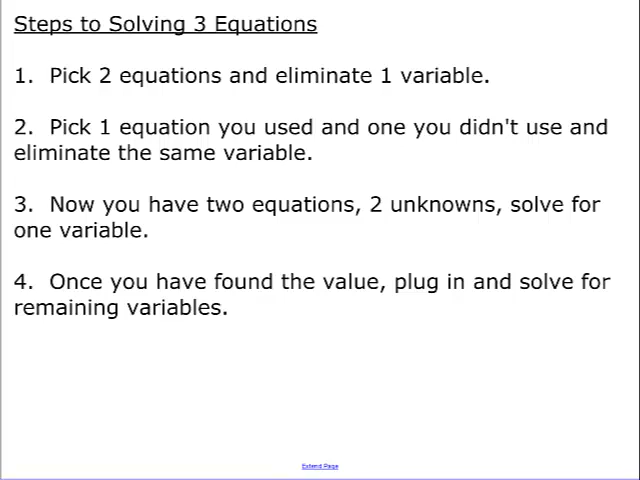 Steps to Solving 3 Equations
1. Pick 2 equations and eliminate 1 variable.
2. Pick 1 equation you used and one you didn't use and
eliminate the same variable.
3. Now you have two equations, 2 unknowns, solve for
one variable.
4. Once you have found the value, plug in and solve for
remaining variables.
Extend Page